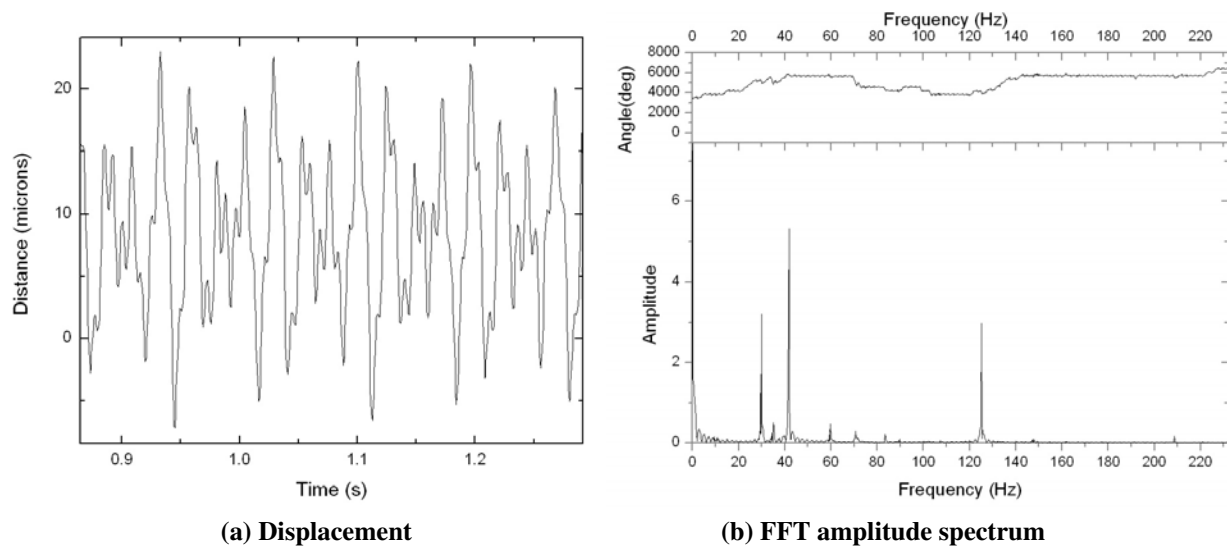 Distance (microns)
20
10
0
0.9 1.0 1.1 1.2
Time (s)
(a) Displacement
Frequency (Hz)
0 20 40 60 80 100 120 140 160 180 200 220
Angle(deg)
8000
6000
4000
2000
0
Amplitude
6
4
2
0
0 20 40 60 80 100 120 140 160 180 200 220
Frequency (Hz)
(b) FFT amplitude spectrum